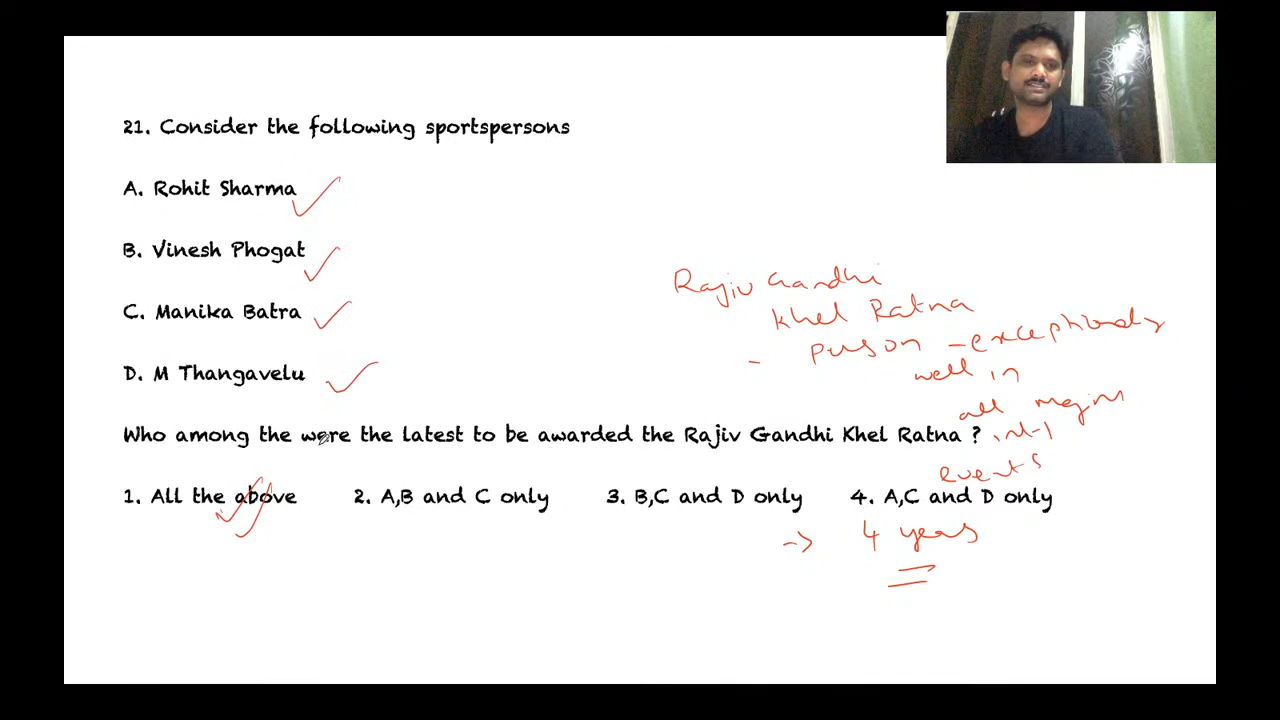 21. Consider the following sportspersons
A. Rohit Sharma
B. Vinesh Phogat
C. Manika Batra
D. M Thangavelu
Rajiv Gandhi
Khel Ratna
- person - exceptionally
well in
all major
int-l
events
Who among the were the latest to be awarded the Rajiv Gandhi Khel Ratna ?
1. All the above 2. A,B and C only 3. B,C and D only 4. A,C and D only
-> 4 years